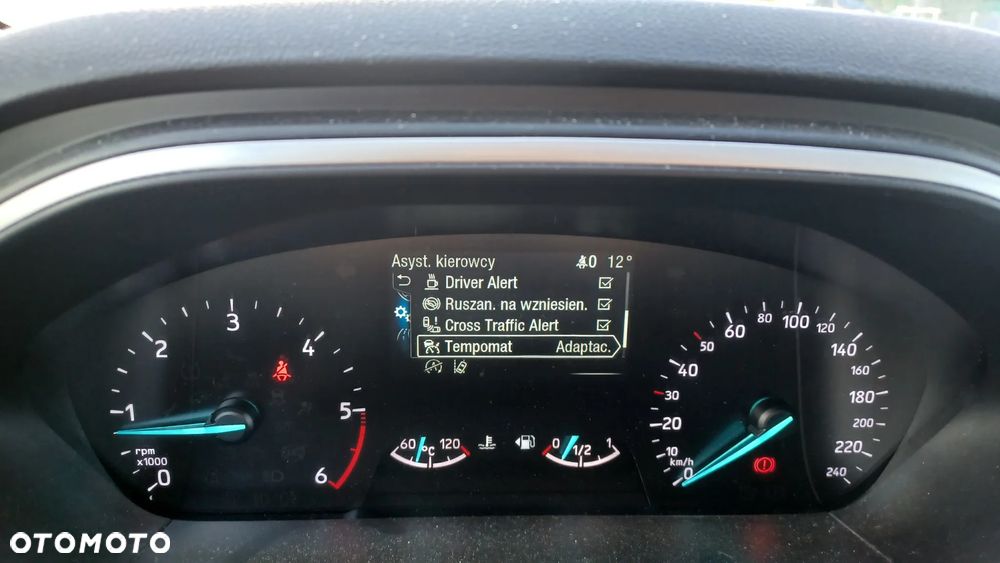 Asyst. kierowcy 0 12°
Driver Alert
Ruszan. na wzniesien.
Cross Traffic Alert
Tempomat Adaptac.
0 1 2 3 4 5 6
rpm
x1000
60 °C 120
0 1/2 1
0 10 20 30 40 50 60 80 100 120 140 160 180 200 220 240
km/h
OTOMOTO